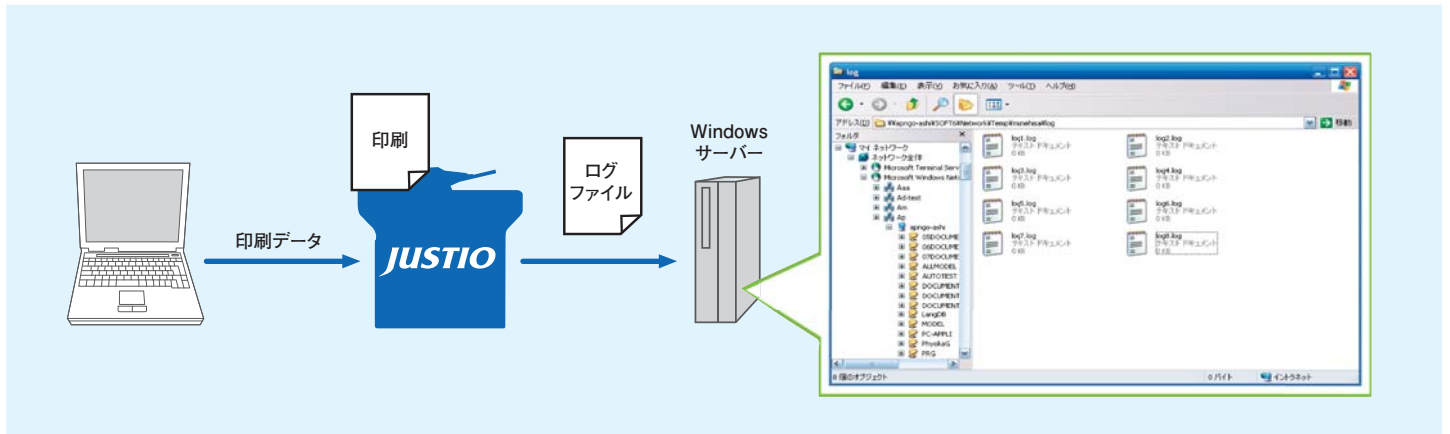 印刷データ
印刷
JUSTIO
ログ
ファイル
Windows
サーバー
log
ファイル(F) 編集(E) 表示(V) お気に入り(A) ツール(T) ヘルプ(H)
アドレス(D)
移動
フォルダ
マイ ネットワーク
ネットワーク全体
Microsoft Terminal Serv
Microsoft Windows Netw
Aaa
Ad-test
Am
Ap
apngo-ashi
05DOCUME
06DOCUME
07DOCUME
ALLMODEL
AUTOTEST
DOCUMENT
DOCUMENT
DOCUMENT
LangDB
MODEL
PC-APPLI
PhyskaG
PRG
log1.log
テキスト ドキュメント
0 KB
log2.log
テキスト ドキュメント
0 KB
log3.log
テキスト ドキュメント
0 KB
log4.log
テキスト ドキュメント
0 KB
log5.log
テキスト ドキュメント
0 KB
log6.log
テキスト ドキュメント
0 KB
log7.log
テキスト ドキュメント
0 KB
log8.log
テキスト ドキュメント
0 KB
8 個のオブジェクト
0 バイト
イントラネット